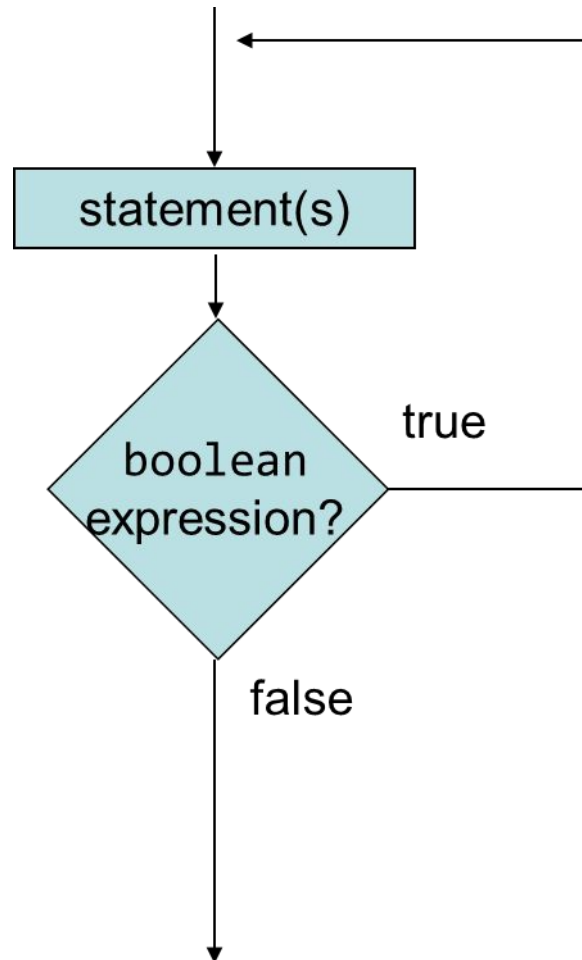 statement(s)
true
boolean
expression?
false